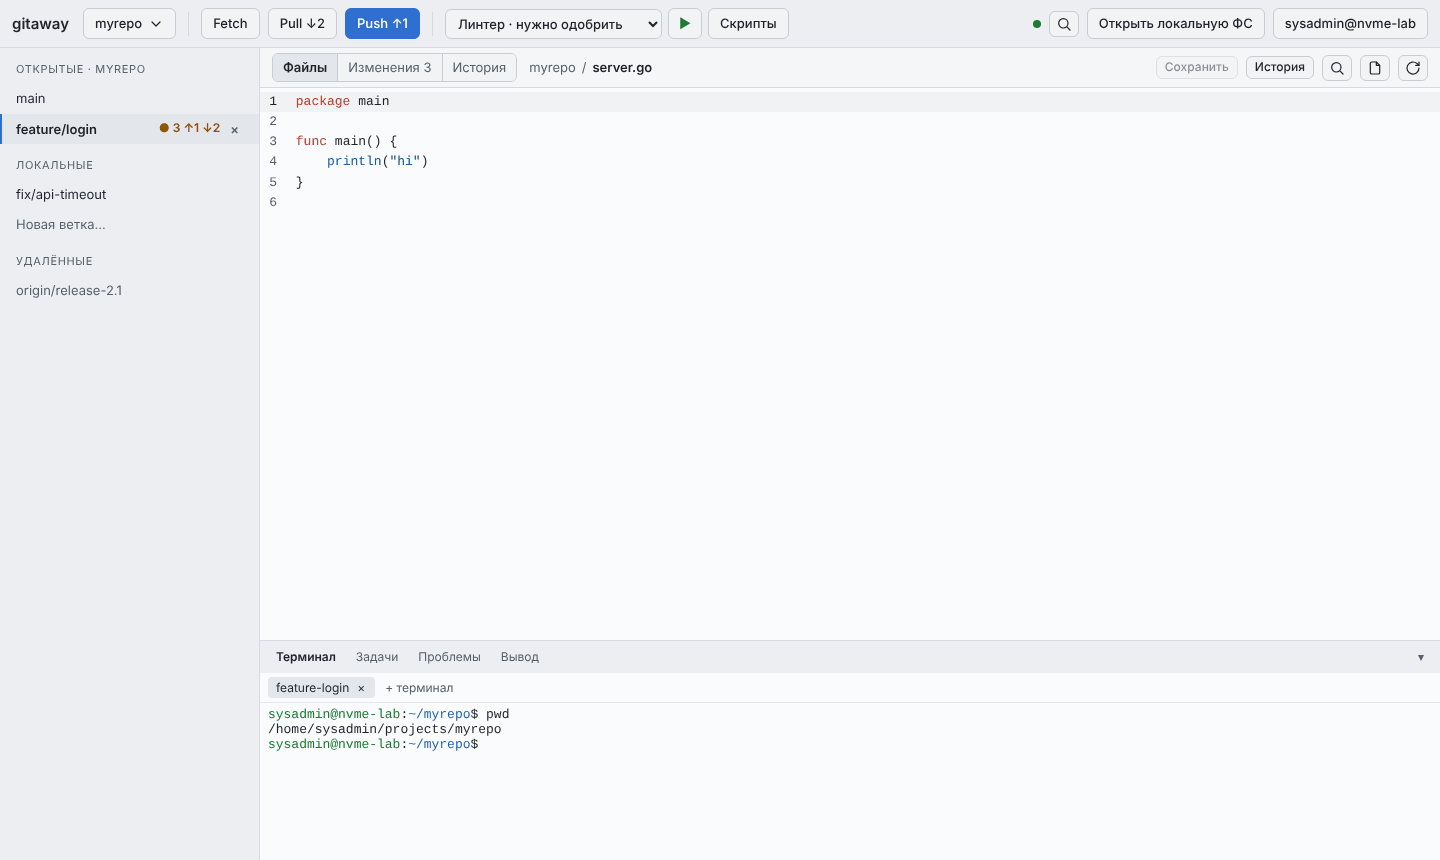 gitaway myrepo Fetch Pull ↓2 Push ↑1 Линтер · нужно одобрить Скрипты Открыть локальную ФС sysadmin@nvme-lab
ОТКРЫТЫЕ · MYREPO
main
feature/login ● 3 ↑1 ↓2 ×
ЛОКАЛЬНЫЕ
fix/api-timeout
Новая ветка...
УДАЛЁННЫЕ
origin/release-2.1
Файлы Изменения 3 История myrepo / server.go Сохранить История
1 package main
2
3 func main() {
4     println("hi")
5 }
6
Терминал Задачи Проблемы Вывод ▾
feature-login × + терминал
sysadmin@nvme-lab:~/myrepo$ pwd
/home/sysadmin/projects/myrepo
sysadmin@nvme-lab:~/myrepo$